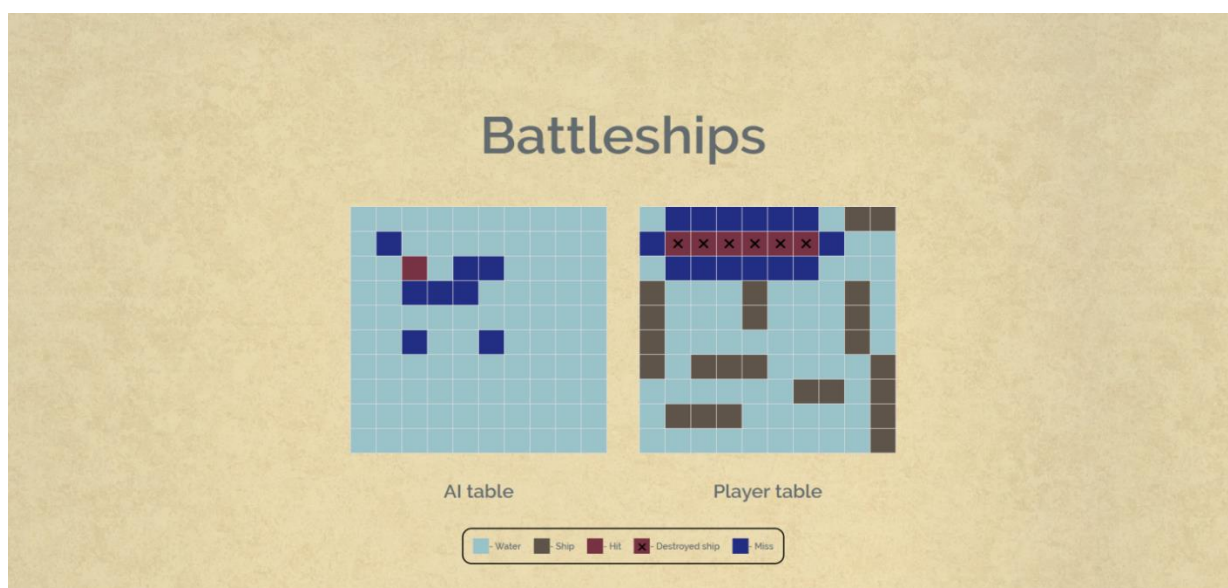 Battleships
AI table
Player table
- Water
- Ship
- Hit
- Destroyed ship
- Miss